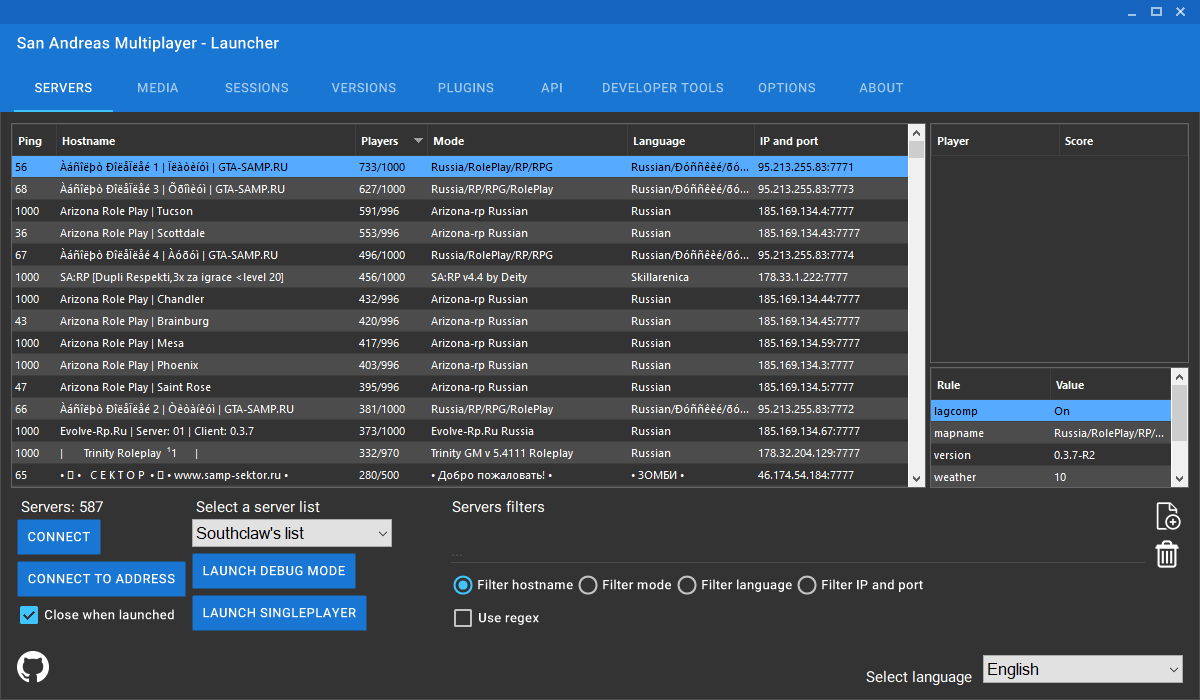 San Andreas Multiplayer - Launcher
SERVERS MEDIA SESSIONS VERSIONS PLUGINS API DEVELOPER TOOLS OPTIONS ABOUT
Ping Hostname Players Mode Language IP and port
56 Àáñîëþò ÐîëåÏëåé 1 | Ïëàòèíóì | GTA-SAMP.RU 733/1000 Russia/RolePlay/RP/RPG Russian/Ðóññêèé/ðó... 95.213.255.83:7771
68 Àáñîëþò ÐîëåÏëåé 3 | Õðîìèóì | GTA-SAMP.RU 627/1000 Russia/RP/RPG/RolePlay Russian/Ðóññêèé/ðó... 95.213.255.83:7773
1000 Arizona Role Play | Tucson 591/996 Arizona-rp Russian Russian 185.169.134.4:7777
36 Arizona Role Play | Scottdale 553/996 Arizona-rp Russian Russian 185.169.134.43:7777
67 Àáñîëþò ÐîëåÏëåé 4 | Àóðóì | GTA-SAMP.RU 496/1000 Russia/RolePlay/RP/RPG Russian/Ðóññêèé/ðó... 95.213.255.83:7774
1000 SA:RP [Dupli Respekti,3x za igrace <level 20] 456/1000 SA:RP v4.4 by Deity Skillarenica 178.33.1.222:7777
1000 Arizona Role Play | Chandler 432/996 Arizona-rp Russian Russian 185.169.134.44:7777
43 Arizona Role Play | Brainburg 420/996 Arizona-rp Russian Russian 185.169.134.45:7777
1000 Arizona Role Play | Mesa 417/996 Arizona-rp Russian Russian 185.169.134.59:7777
1000 Arizona Role Play | Phoenix 403/996 Arizona-rp Russian Russian 185.169.134.3:7777
47 Arizona Role Play | Saint Rose 395/996 Arizona-rp Russian Russian 185.169.134.5:7777
66 Àáñîëþò ÐîëåÏëåé 2 | Òèòàíèóì | GTA-SAMP.RU 381/1000 Russia/RP/RPG/RolePlay Russian/Ðóññêèé/ðó... 95.213.255.83:7772
1000 Evolve-Rp.Ru | Server: 01 | Client: 0.3.7 373/1000 Evolve-Rp.Ru Russia Russian 185.169.134.67:7777
1000 | Trinity Roleplay ¹1 | 332/970 Trinity GM v 5.4111 Roleplay Russian 178.32.204.129:7777
65 • • С Е К Т О Р • • www.samp-sektor.ru • 280/500 • Добро пожаловать! • • ЗОМБИ • 46.174.54.184:7777
Player Score
Rule Value
lagcomp On
mapname Russia/RolePlay/RP/...
version 0.3.7-R2
weather 10
Servers: 587
CONNECT
CONNECT TO ADDRESS
Close when launched
Select a server list
Southclaw's list
LAUNCH DEBUG MODE
LAUNCH SINGLEPLAYER
Servers filters
...
Filter hostname Filter mode Filter language Filter IP and port
Use regex
Select language English